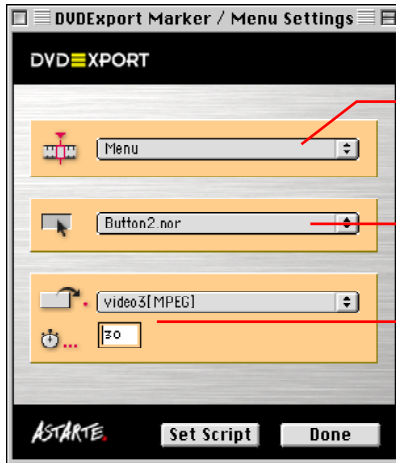 DVDExport Marker / Menu Settings
DVDEXPORT
Menu
Button2.nor
video3[MPEG]
30
ASTARTE
Set Script
Done